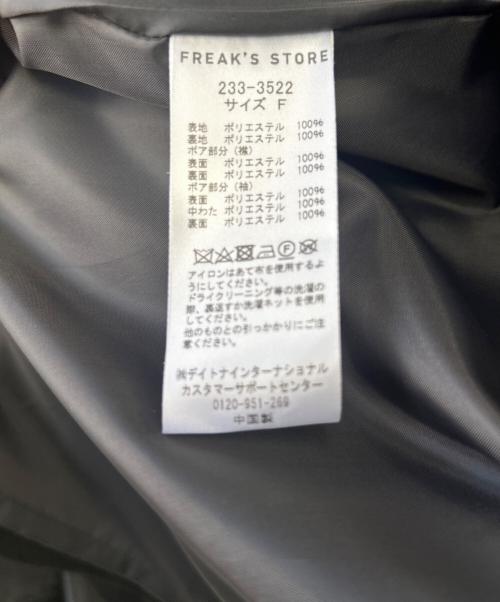 FREAK'S STORE
233-3522
サイズ F
表地 ポリエステル 100%
裏地 ポリエステル 100%
ボア部分（襟）
表面 ポリエステル 100%
裏面 ポリエステル 100%
ボア部分（袖）
表面 ポリエステル 100%
中わた ポリエステル 100%
裏面 ポリエステル 100%
アイロンはあて布を使用するよ
うにしてください。
ドライクリーニング等の洗濯の
際、裏返すか洗濯ネットを使用
してください。
他のものとの引っかかりにご注
意ください。
㈱デイトナインターナショナル
カスタマーサポートセンター
0120-951-269
中国製